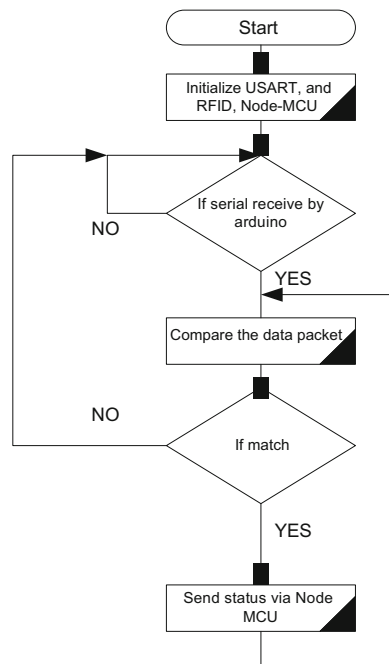 Start
Initialize USART, and
RFID, Node-MCU
If serial receive by
arduino
NO
YES
Compare the data packet
NO
If match
YES
Send status via Node
MCU